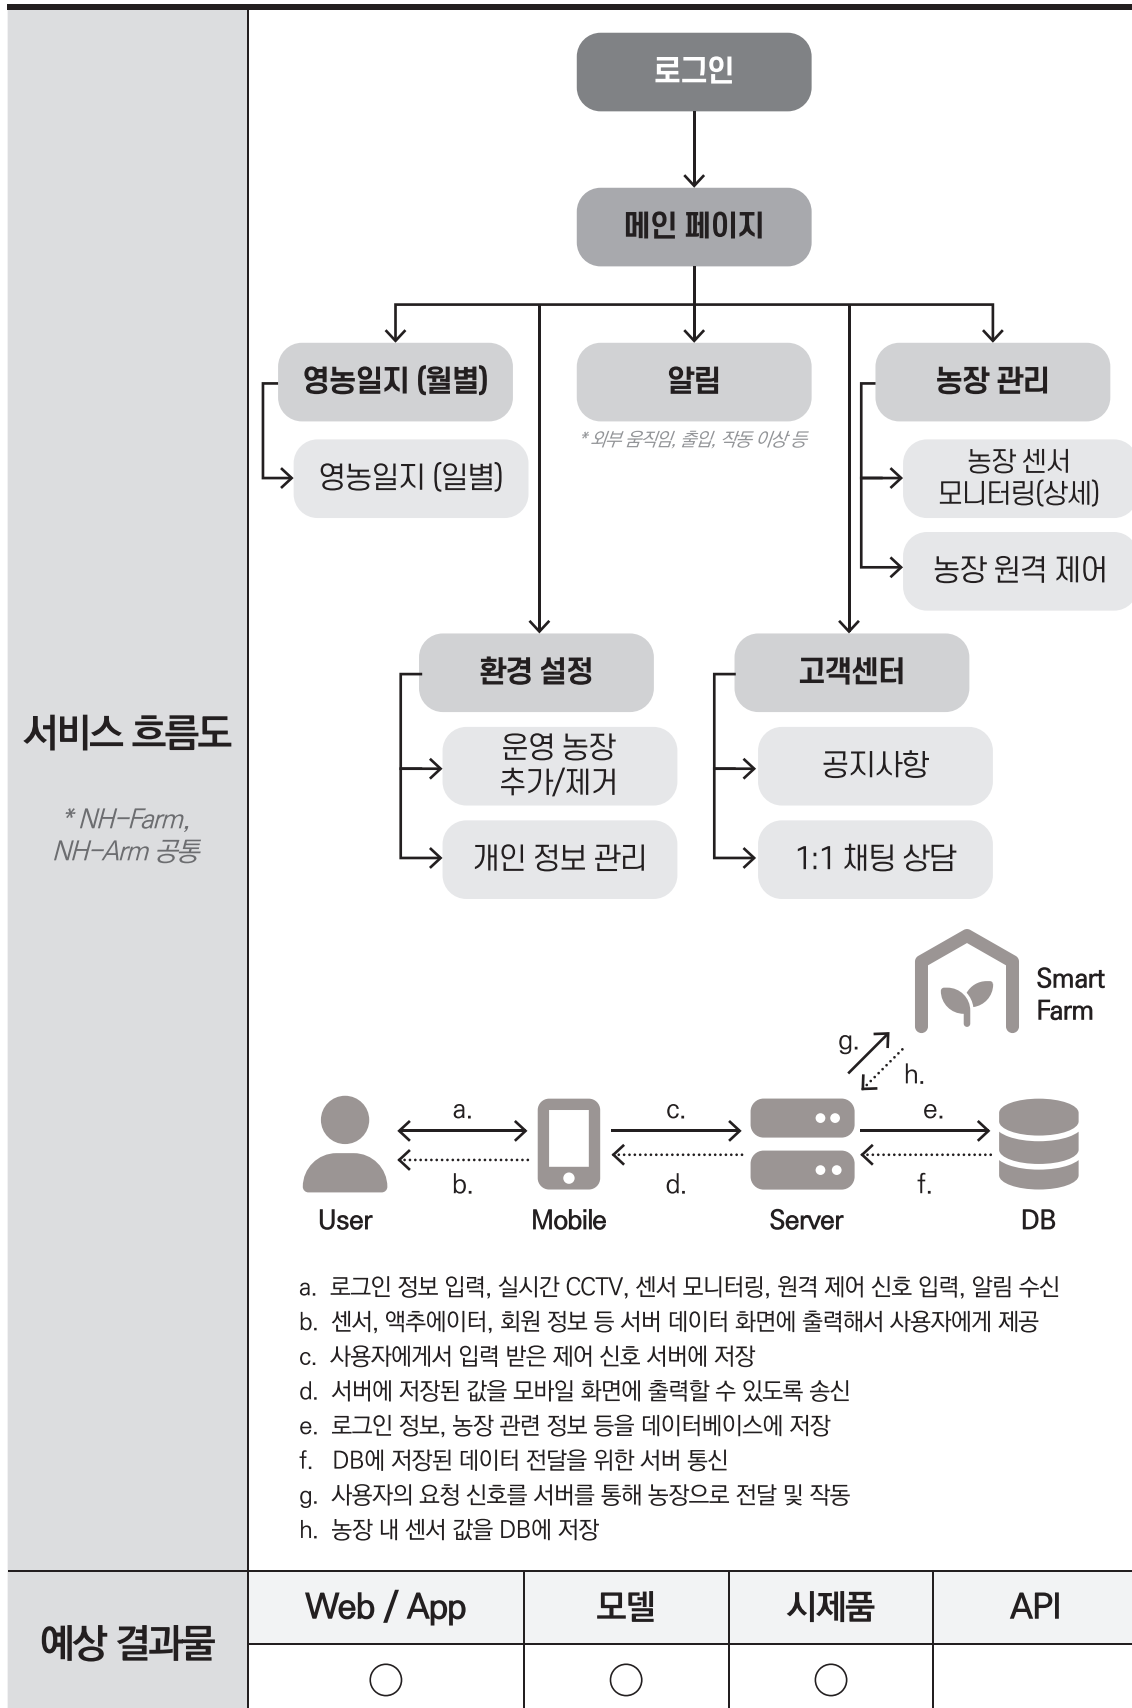 로그인
메인 페이지
영농일지 (월별)
알림
농장 관리
* 외부 움직임, 출입, 작동 이상 등
영농일지 (일별)
농장 센서
모니터링(상세)
농장 원격 제어
환경 설정
고객센터
운영 농장
추가/제거
공지사항
개인 정보 관리
1:1 채팅 상담
서비스 흐름도
* NH-Farm,
NH-Arm 공통
Smart
Farm
g.
h.
a.
c.
e.
b.
d.
f.
User
Mobile
Server
DB
a. 로그인 정보 입력, 실시간 CCTV, 센서 모니터링, 원격 제어 신호 입력, 알림 수신
b. 센서, 액추에이터, 회원 정보 등 서버 데이터 화면에 출력해서 사용자에게 제공
c. 사용자에게서 입력 받은 제어 신호 서버에 저장
d. 서버에 저장된 값을 모바일 화면에 출력할 수 있도록 송신
e. 로그인 정보, 농장 관련 정보 등을 데이터베이스에 저장
f. DB에 저장된 데이터 전달을 위한 서버 통신
g. 사용자의 요청 신호를 서버를 통해 농장으로 전달 및 작동
h. 농장 내 센서 값을 DB에 저장
예상 결과물
Web / App
모델
시제품
API
○
○
○